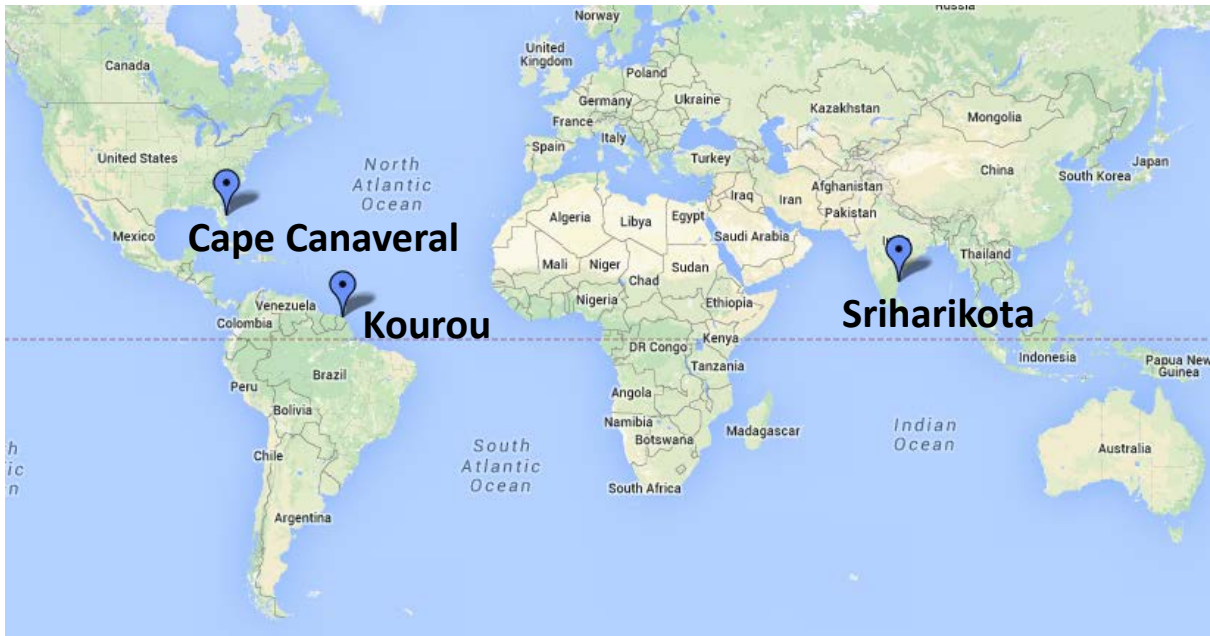 Russia
Norway
Canada
United
Kingdom
Poland
Germany
Ukraine
Kazakhstan
Mongolia
France
Italy
Spain
Turkey
United States
North
Atlantic
Ocean
China
Japan
South Korea
Iraq
Iran
Afghanistan
Pakistan
Algeria
Libya
Egypt
Saudi Arabia
Mexico
Cape Canaveral
Mali
Niger
Chad
Sudan
Thailand
Venezuela
Nigeria
Ethiopia
Sriharikota
Colombia
Kourou
DR Congo
Kenya
Tanzania
Indonesia
Papua New
Guinea
Peru
Brazil
Angola
Bolivia
Namibia
Botswana
Madagascar
Indian
Ocean
Australia
Chile
South
Atlantic
Ocean
South Africa
Argentina